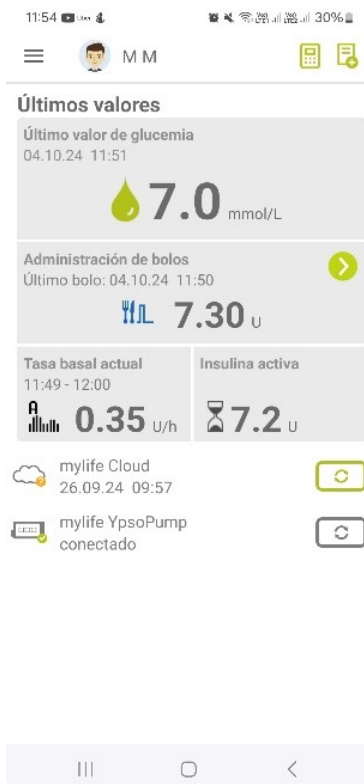 11:54
30%
M M
Últimos valores
Último valor de glucemia
04.10.24 11:51
7.0 mmol/L
Administración de bolos
Último bolo: 04.10.24 11:50
7.30 U
Tasa basal actual
11:49 - 12:00
A
0.35 U/h
Insulina activa
7.2 U
mylife Cloud
26.09.24 09:57
mylife YpsoPump
conectado